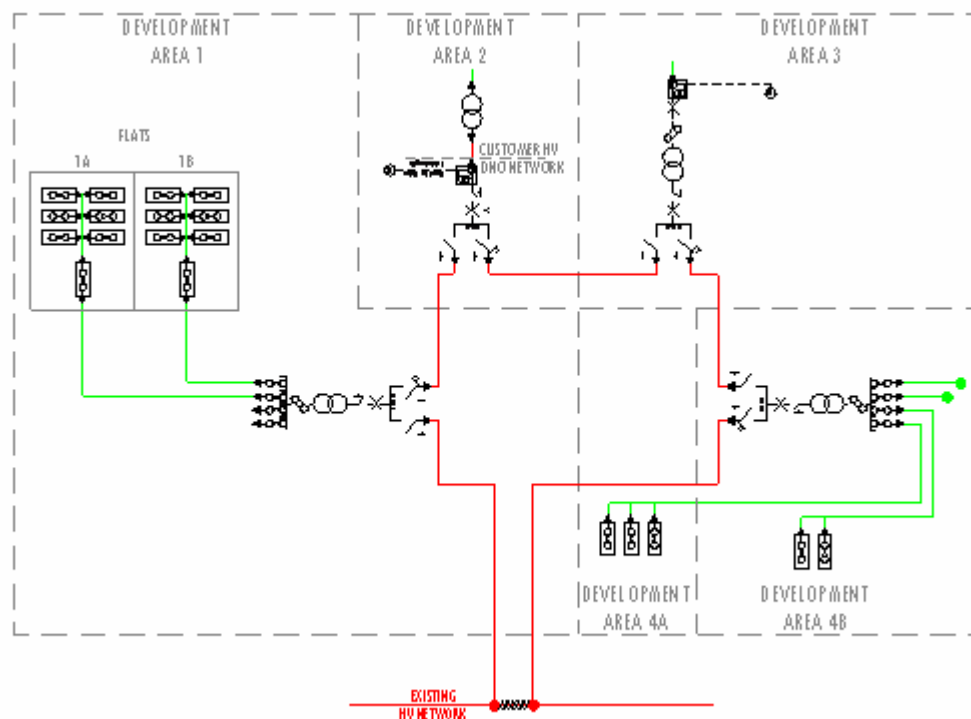 DEVELOPMENT
AREA 1
DEVELOPMENT
AREA 2
DEVELOPMENT
AREA 3
FLATS
1A
1B
CUSTOMER HV
DNO NETWORK
DEVELOPMENT
AREA 4A
DEVELOPMENT
AREA 4B
EXISTING
HV NETWORK